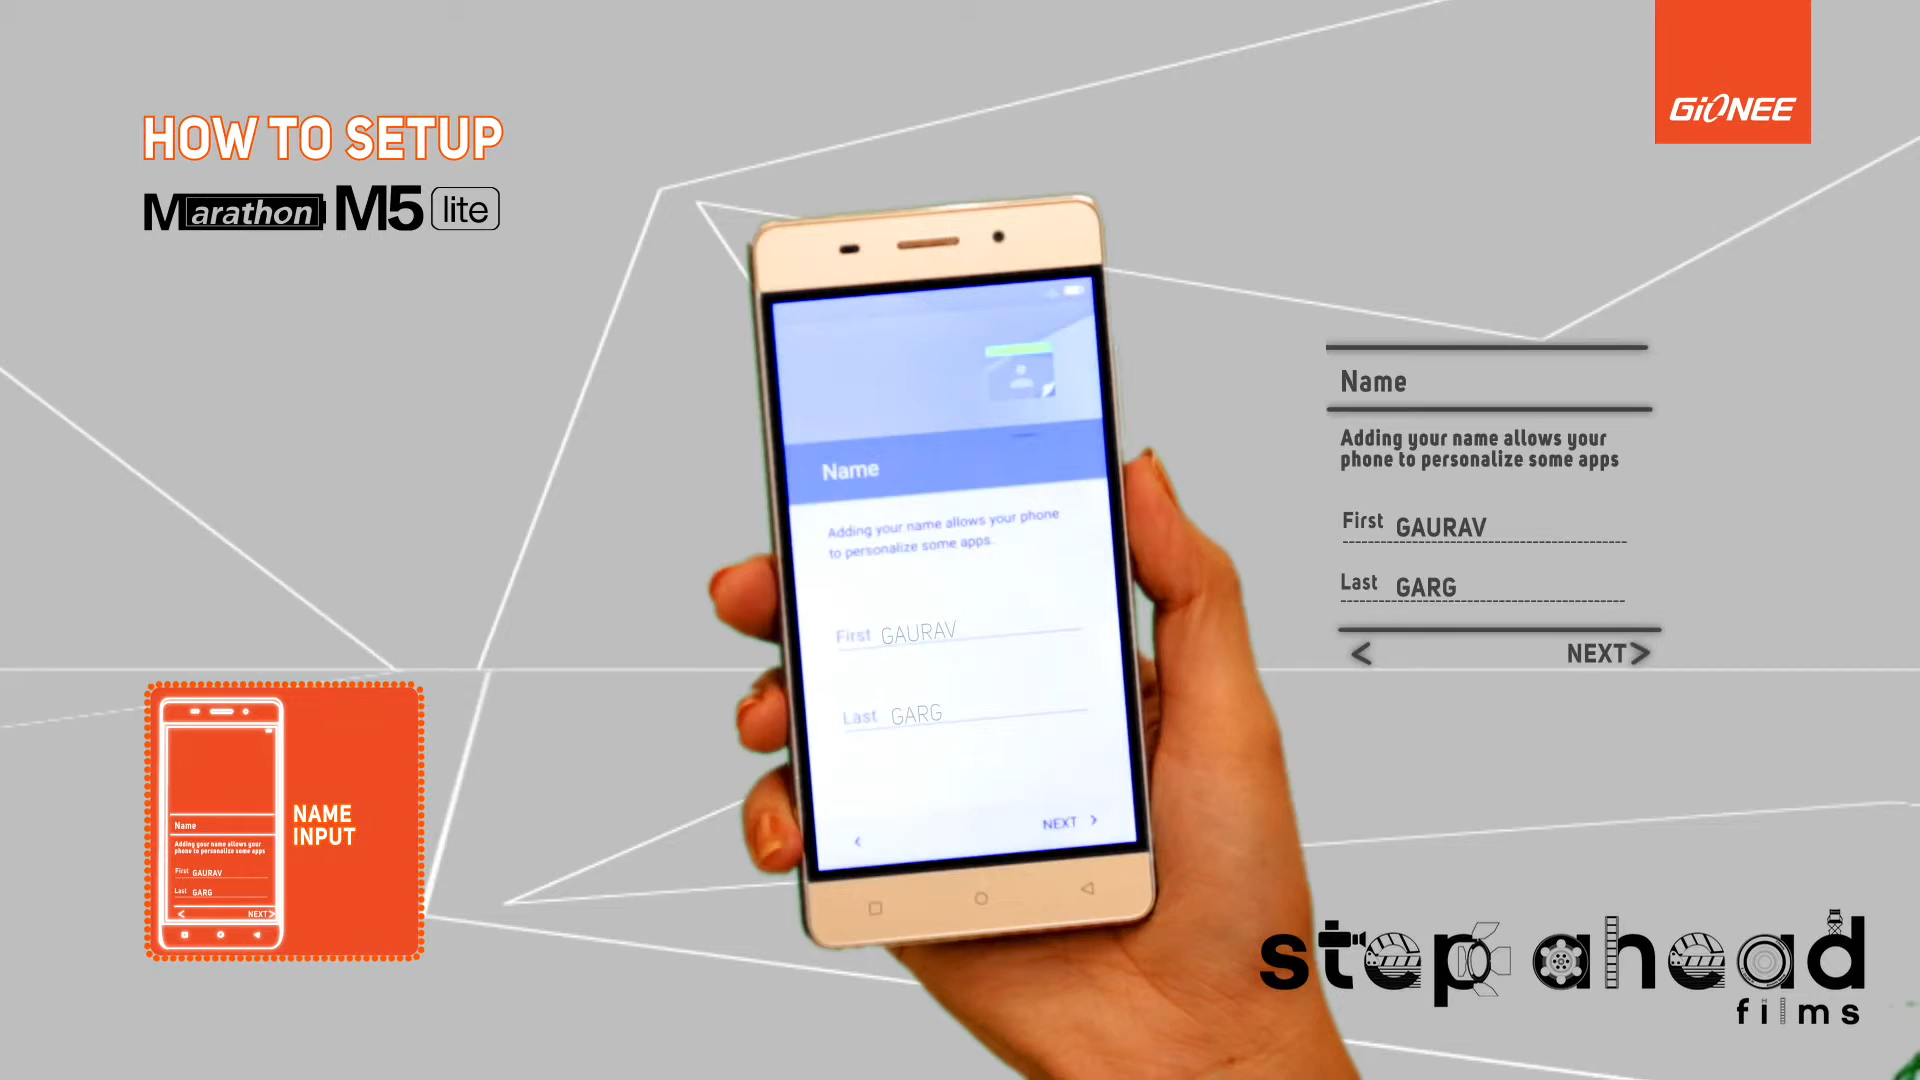 HOW TO SETUP
Marathon M5 lite
GiONEE
Name
Adding your name allows your phone
to personalize some apps.
First GAURAV
Last GARG
NEXT >
<
Name
Adding your name allows your
phone to personalize some apps
First GAURAV
Last GARG
< NEXT >
Name
Adding your name allows your
phone to personalize some apps
First GAURAV
Last GARG
< NEXT >
NAME
INPUT
step ahead
films